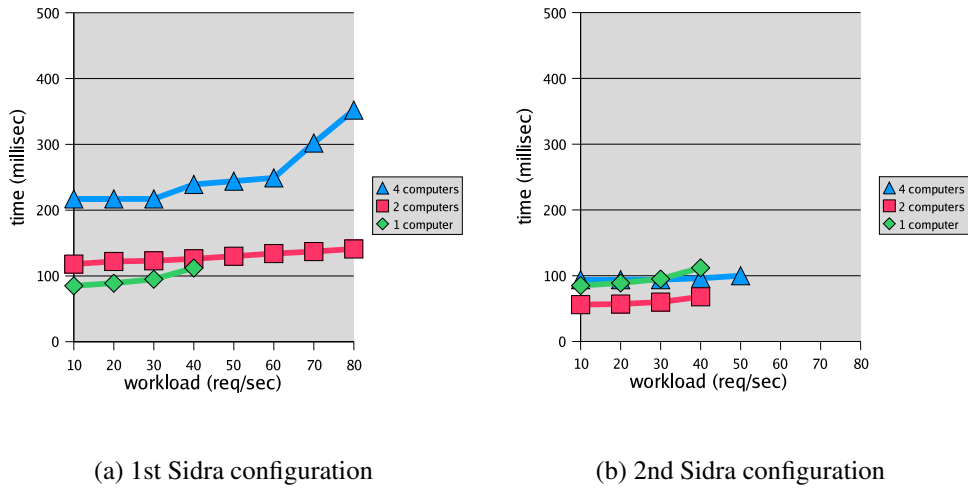 500
400
300
200
100
0
time (millisec)
10 20 30 40 50 60 70 80
workload (req/sec)
4 computers
2 computers
1 computer
(a) 1st Sidra configuration
500
400
300
200
100
0
time (millisec)
10 20 30 40 50 60 70 80
workload (req/sec)
4 computers
2 computers
1 computer
(b) 2nd Sidra configuration